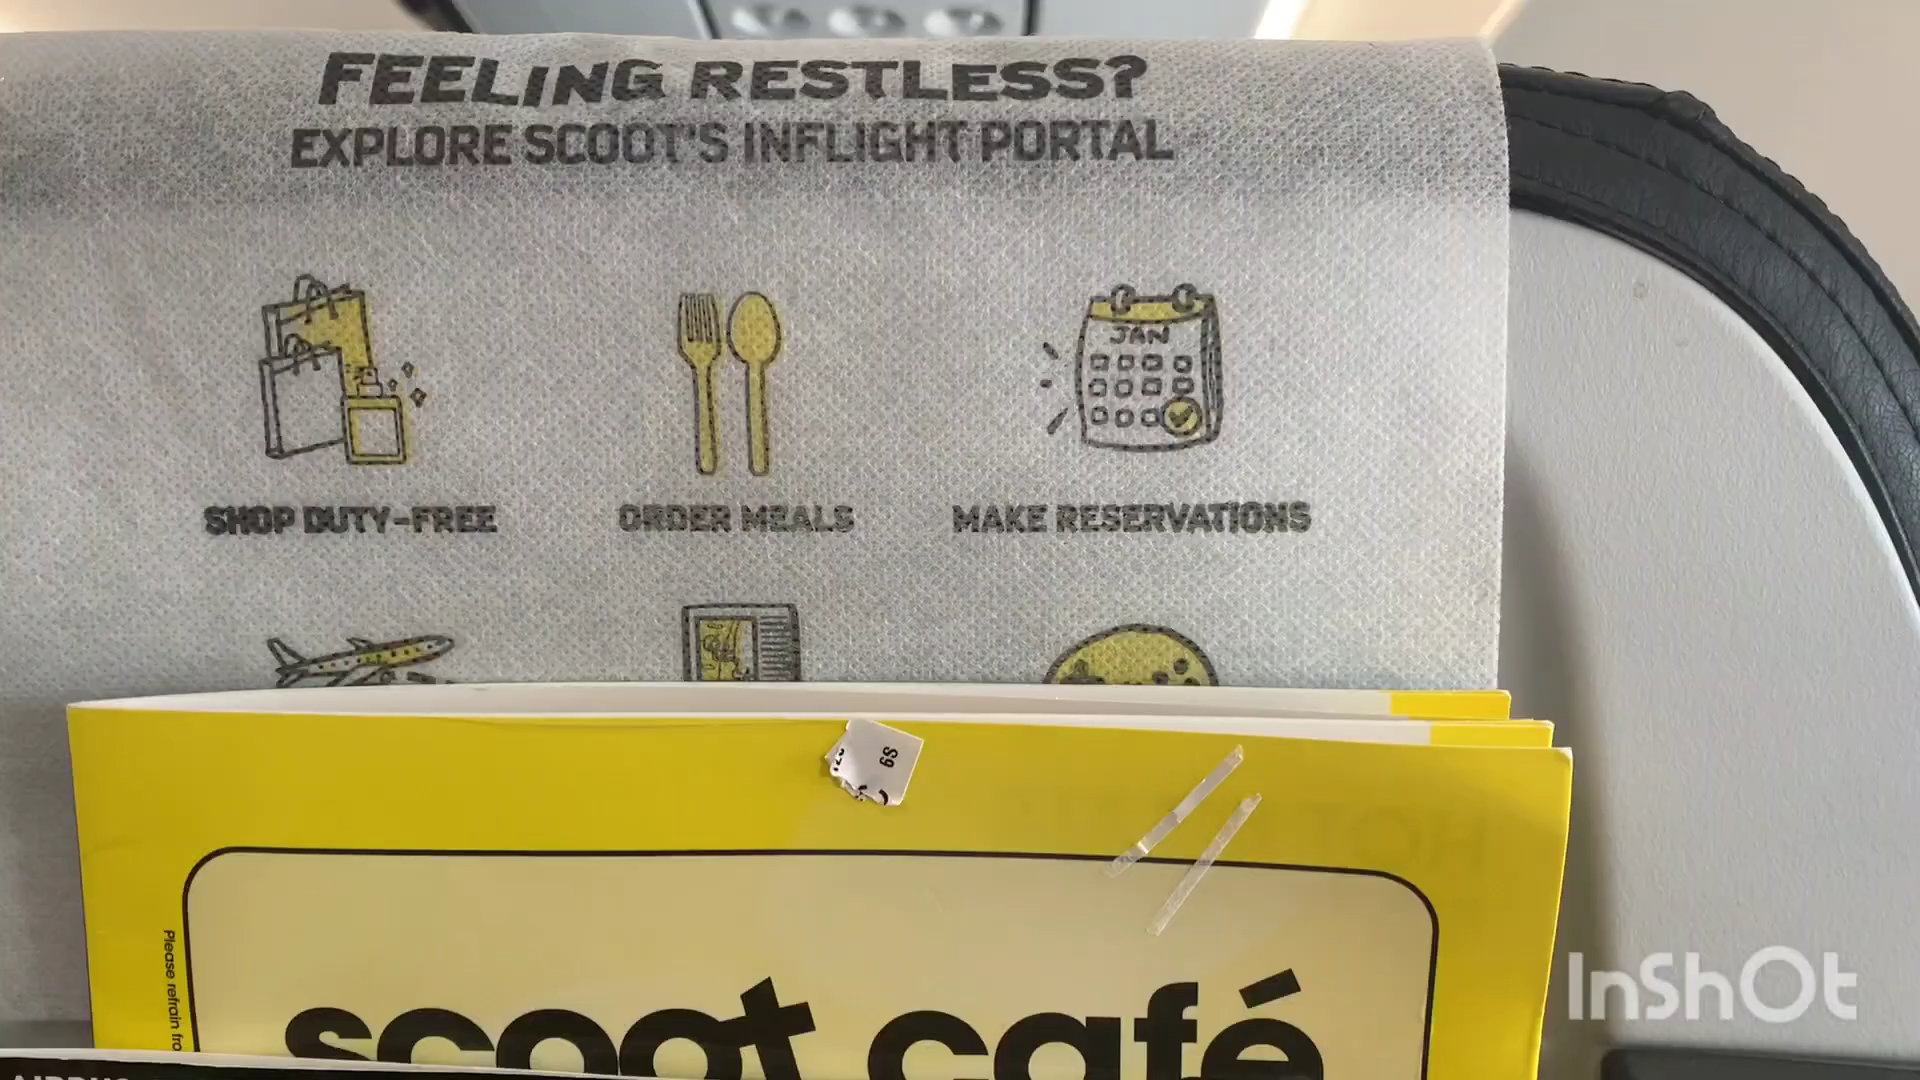 FEELING RESTLESS?
EXPLORE SCOOT'S INFLIGHT PORTAL
JAN
SHOP DUTY-FREE
ORDER MEALS
MAKE RESERVATIONS
Please refrain fro
scoot café
AIRBUS
InShOt